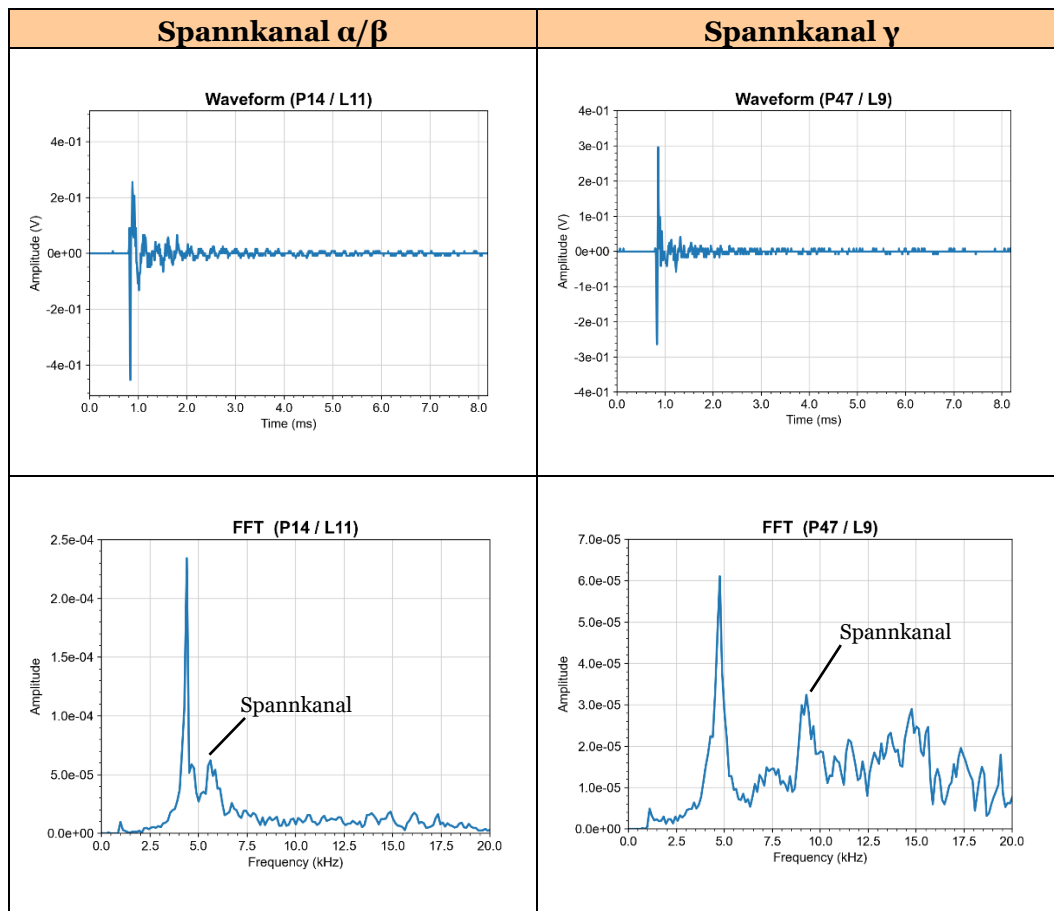 Spannkanal α/β
Spannkanal γ
Waveform (P14 / L11)
4e-01
2e-01
0e+00
-2e-01
-4e-01
Amplitude (V)
0.0 1.0 2.0 3.0 4.0 5.0 6.0 7.0 8.0
Time (ms)
Waveform (P47 / L9)
4e-01
3e-01
2e-01
1e-01
0e+00
-1e-01
-2e-01
-3e-01
-4e-01
Amplitude (V)
0.0 1.0 2.0 3.0 4.0 5.0 6.0 7.0 8.0
Time (ms)
FFT (P14 / L11)
2.5e-04
2.0e-04
1.5e-04
1.0e-04
5.0e-05
0.0e+00
Amplitude
Spannkanal
0.0 2.5 5.0 7.5 10.0 12.5 15.0 17.5 20.0
Frequency (kHz)
FFT (P47 / L9)
7.0e-05
6.0e-05
5.0e-05
4.0e-05
3.0e-05
2.0e-05
1.0e-05
0.0e+00
Amplitude
Spannkanal
0.0 2.5 5.0 7.5 10.0 12.5 15.0 17.5 20.0
Frequency (kHz)